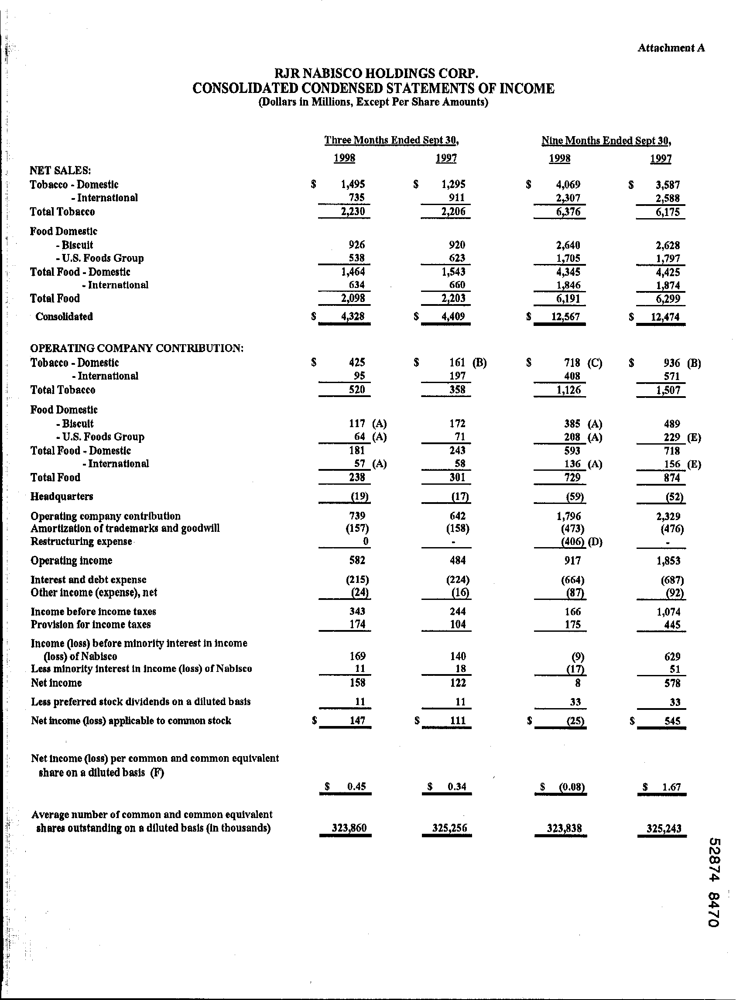 Attachment A
RJR NABISCO HOLDINGS CORP.
CONSOLIDATED CONDENSED STATEMENTS OF INCOME
(Dollars in Millions, Except Per Share Amounts)
Three Months Ended Sept 30, Nine Months Ended Sept 30,
1998 1997 1998 1997
NET SALES:
Tobacco - Domestic $ 1,495 $ 1,295 $ 4,069 $ 3,587
- International 735 911 2,307 2,588
Total Tobacco 2,230 2,206 6,376 6,175
Food Domestic
- Biscuit 926 920 2,640 2,628
- U.S. Foods Group 538 623 1,705 1,797
Total Food - Domestic 1,464 1,543 4,345 4,425
- International 634 660 1,846 1,874
Total Food 2,098 2,203 6,191 6,299
Consolidated $ 4,328 $ 4,409 $ 12,567 $ 12,474
OPERATING COMPANY CONTRIBUTION:
Tobacco - Domestic $ 425 $ 161 (B) $ 718 (C) $ 936 (B)
- International 95 197 408 571
Total Tobacco 520 358 1,126 1,507
Food Domestic
- Biscuit 117 (A) 172 385 (A) 489
- U.S. Foods Group 64 (A) 71 208 (A) 229 (E)
Total Food - Domestic 181 243 593 718
- International 57 (A) 58 136 (A) 156 (E)
Total Food 238 301 729 874
Headquarters (19) (17) (59) (52)
Operating company contribution 739 642 1,796 2,329
Amortization of trademarks and goodwill (157) (158) (473) (476)
Restructuring expense 0 - (406) (D) -
Operating income 582 484 917 1,853
Interest and debt expense (215) (224) (664) (687)
Other income (expense), net (24) (16) (87) (92)
Income before income taxes 343 244 166 1,074
Provision for income taxes 174 104 175 445
Income (loss) before minority interest in income
(loss) of Nabisco 169 140 (9) 629
Less minority interest in income (loss) of Nabisco 11 18 (17) 51
Net income 158 122 8 578
Less preferred stock dividends on a diluted basis 11 11 33 33
Net income (loss) applicable to common stock $ 147 $ 111 $ (25) $ 545
Net income (loss) per common and common equivalent
share on a diluted basis (F)
$ 0.45 $ 0.34 $ (0.08) $ 1.67
Average number of common and common equivalent
shares outstanding on a diluted basis (in thousands) 323,860 325,256 323,838 325,243
52874 8470